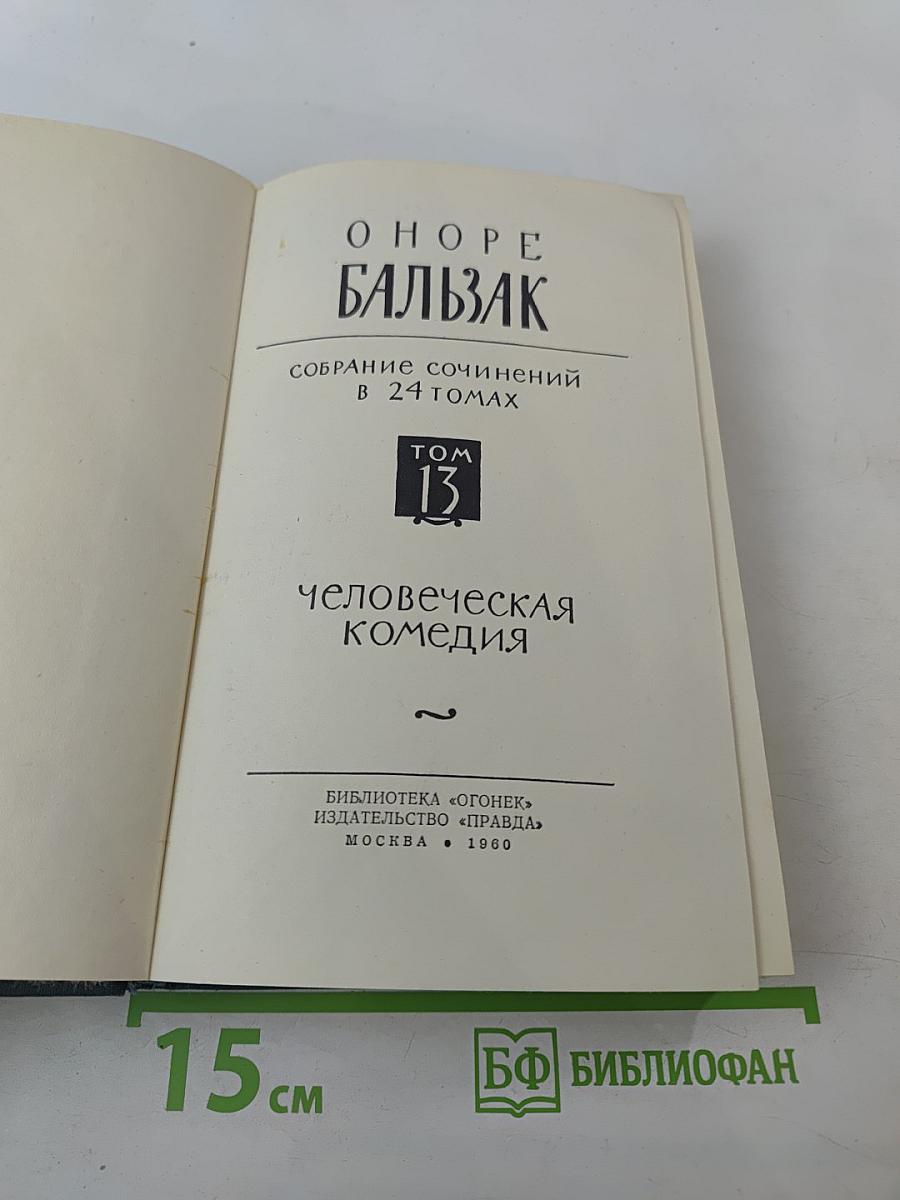 ОНОРЕ
БАЛЬЗАК
СОБРАНИЕ СОЧИНЕНИЙ
В 24 ТОМАХ
ТОМ
13
ЧЕЛОВЕЧЕСКАЯ
КОМЕДИЯ
БИБЛИОТЕКА «ОГОНЕК»
ИЗДАТЕЛЬСТВО «ПРАВДА»
МОСКВА • 1960
15 см
БФ БИБЛИОФАН